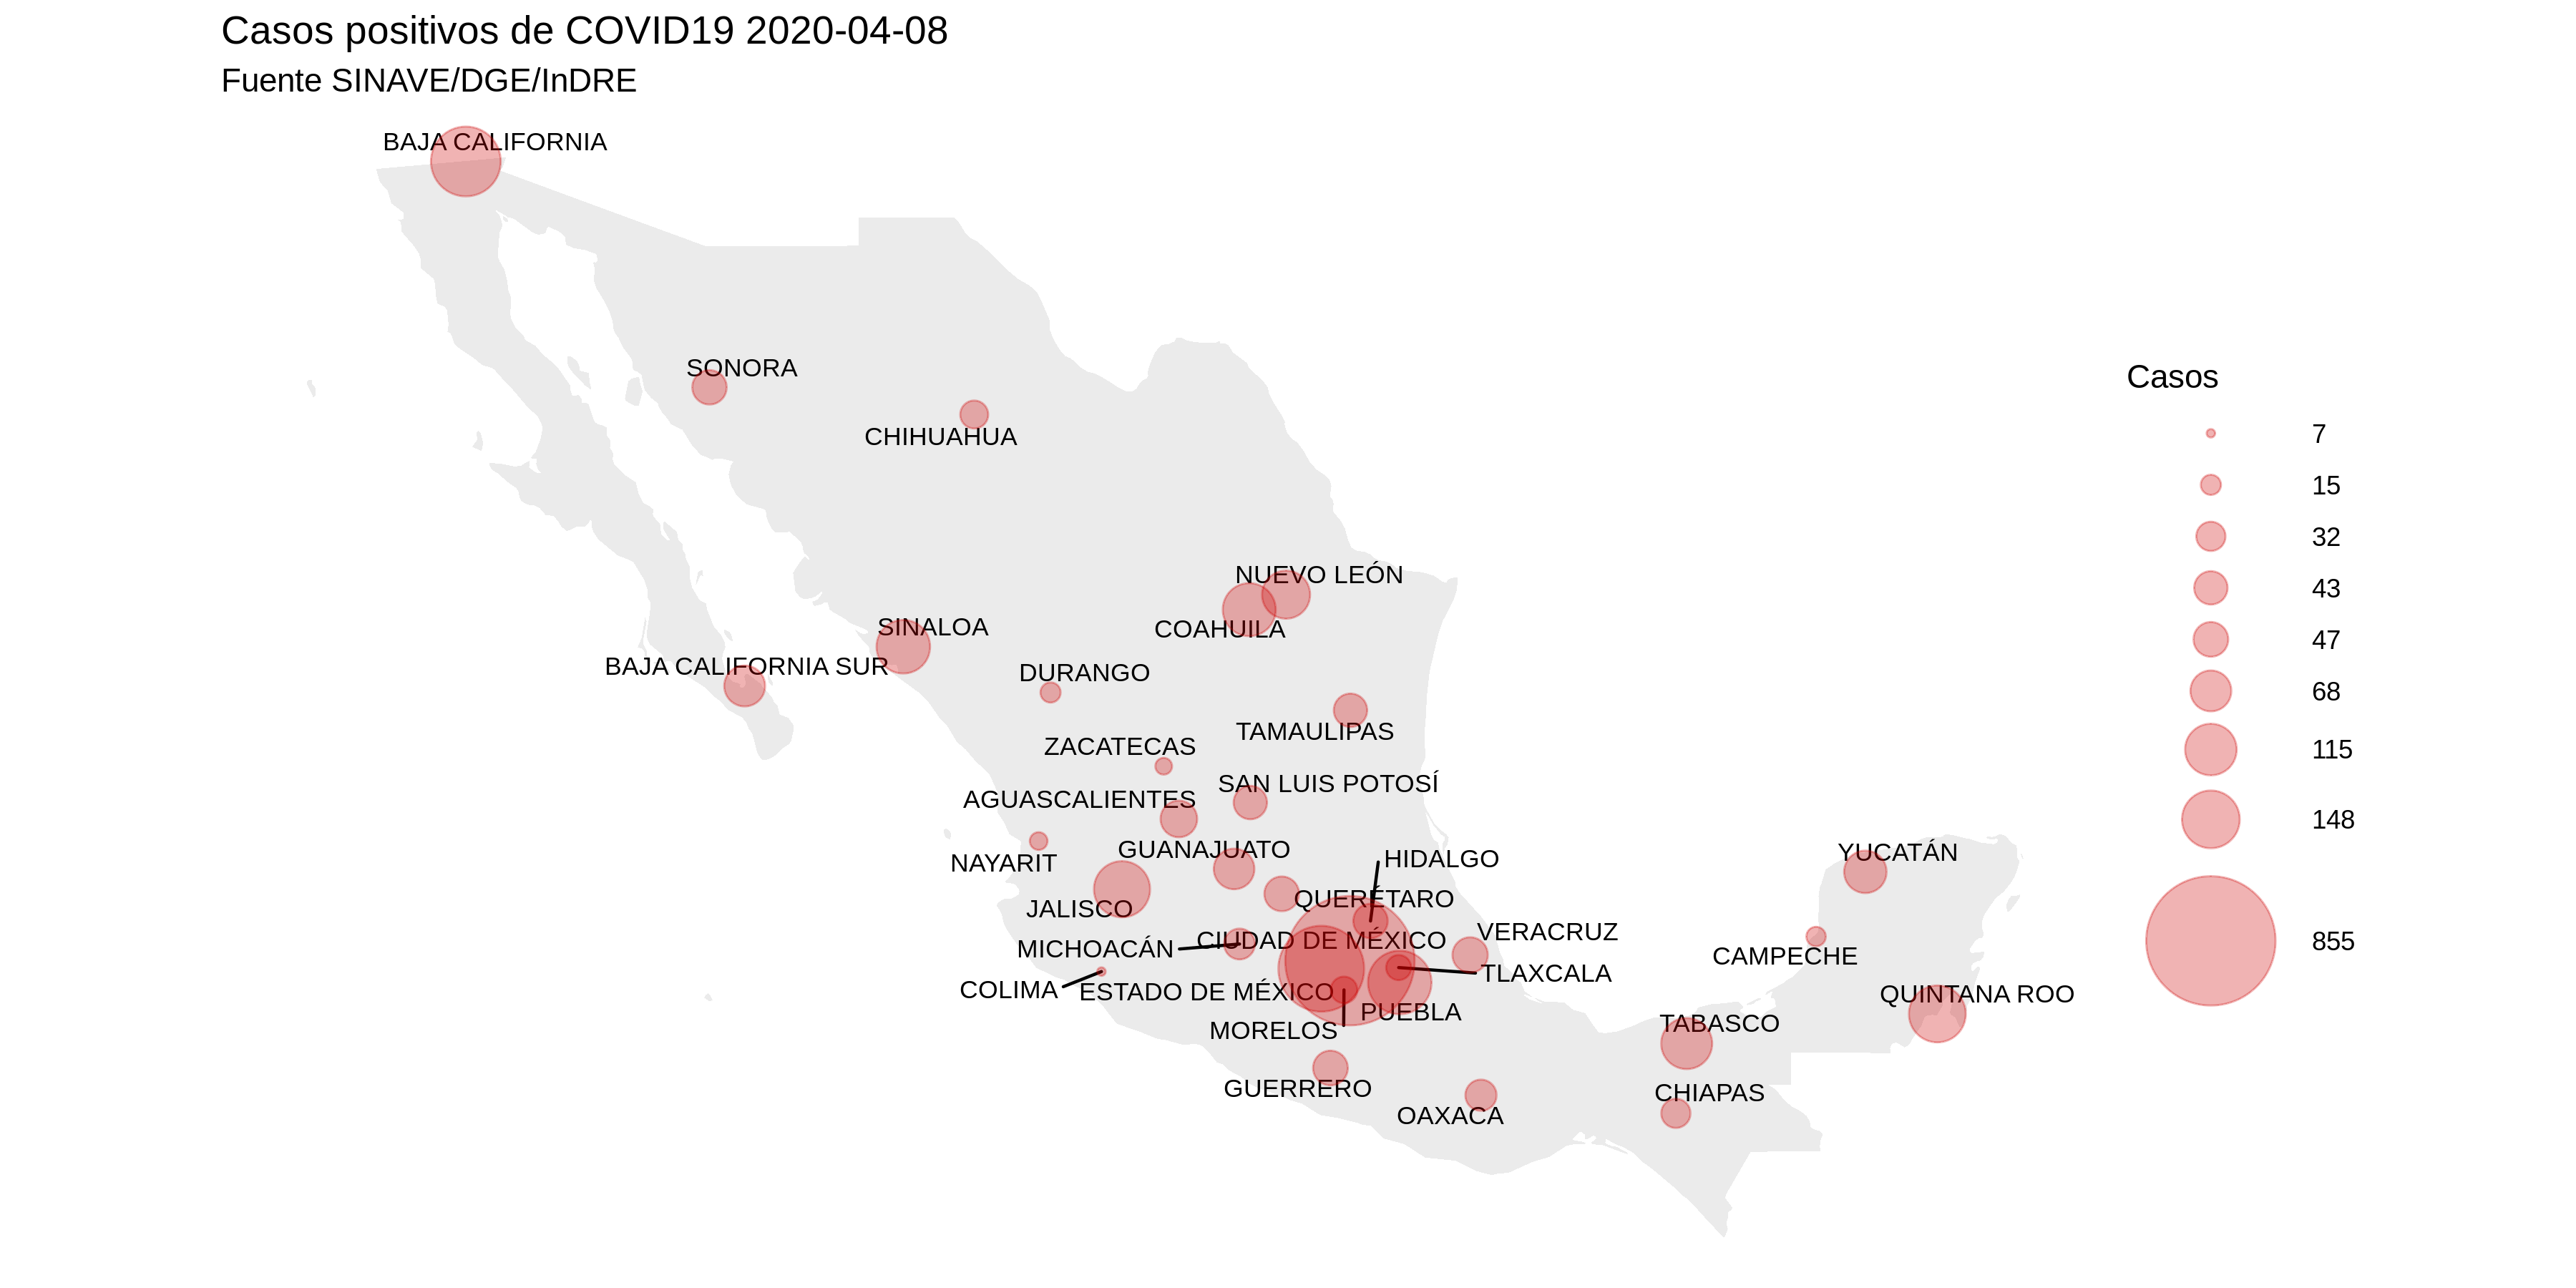 Casos positivos de COVID19 2020-04-08
Fuente SINAVE/DGE/InDRE
BAJA CALIFORNIA
SONORA
CHIHUAHUA
NUEVO LEÓN
COAHUILA
SINALOA
BAJA CALIFORNIA SUR
DURANGO
TAMAULIPAS
ZACATECAS
SAN LUIS POTOSÍ
AGUASCALIENTES
GUANAJUATO
NAYARIT
HIDALGO
QUERÉTARO
JALISCO
CIUDAD DE MÉXICO
MICHOACÁN
VERACRUZ
TLAXCALA
COLIMA
ESTADO DE MÉXICO
PUEBLA
MORELOS
GUERRERO
OAXACA
YUCATÁN
CAMPECHE
QUINTANA ROO
TABASCO
CHIAPAS
Casos
7
15
32
43
47
68
115
148
855